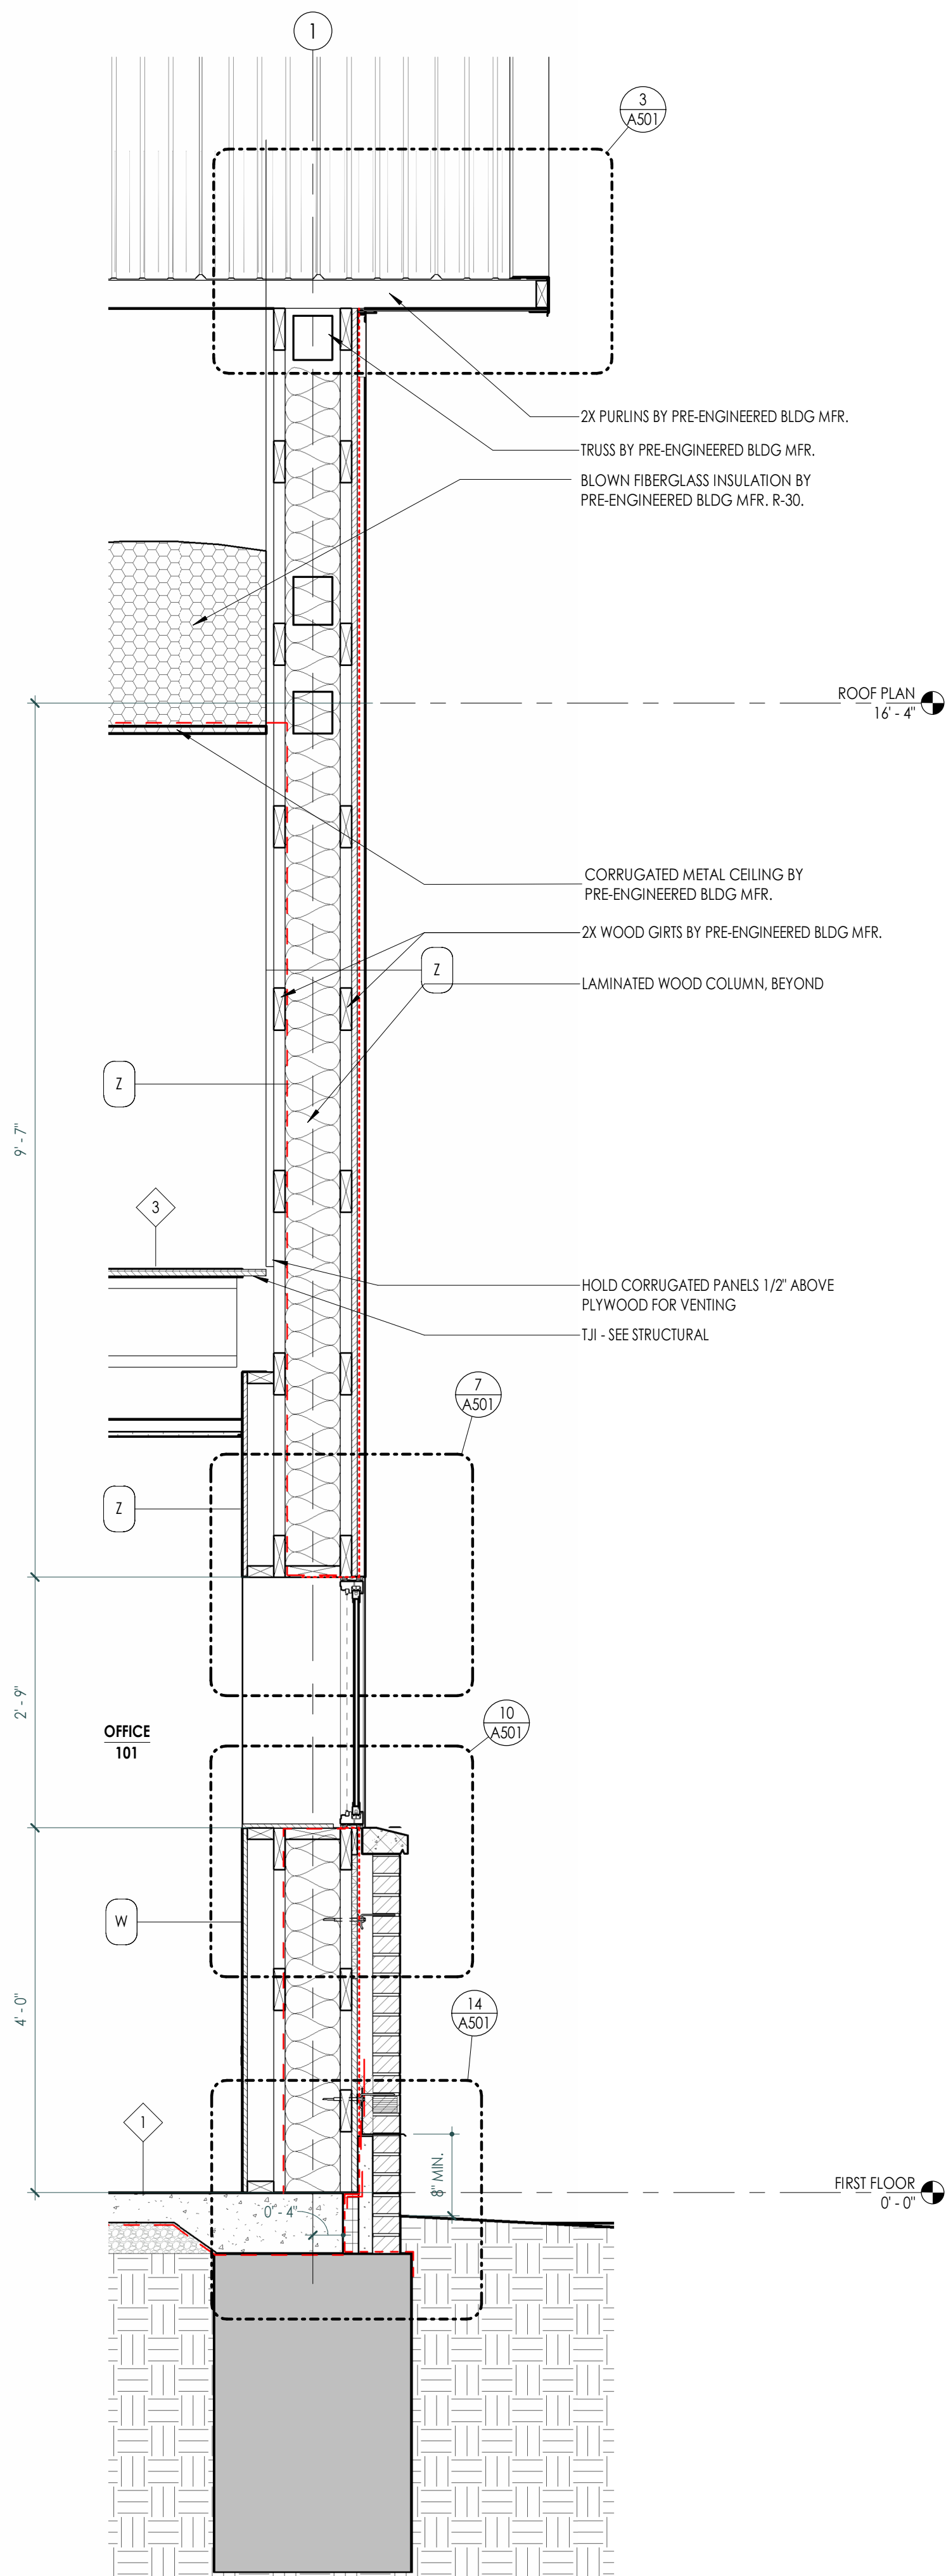 1
3
A501
2X PURLINS BY PRE-ENGINEERED BLDG MFR.
TRUSS BY PRE-ENGINEERED BLDG MFR.
BLOWN FIBERGLASS INSULATION BY
PRE-ENGINEERED BLDG MFR. R-30.
ROOF PLAN
16' - 4"
CORRUGATED METAL CEILING BY
PRE-ENGINEERED BLDG MFR.
2X WOOD GIRTS BY PRE-ENGINEERED BLDG MFR.
Z
LAMINATED WOOD COLUMN, BEYOND
Z
9' - 7"
3
HOLD CORRUGATED PANELS 1/2" ABOVE
PLYWOOD FOR VENTING
TJI - SEE STRUCTURAL
7
A501
Z
2' - 9"
10
A501
OFFICE
101
W
4' - 0"
14
A501
1
8" MIN.
FIRST FLOOR
0' - 0"
0' - 4"